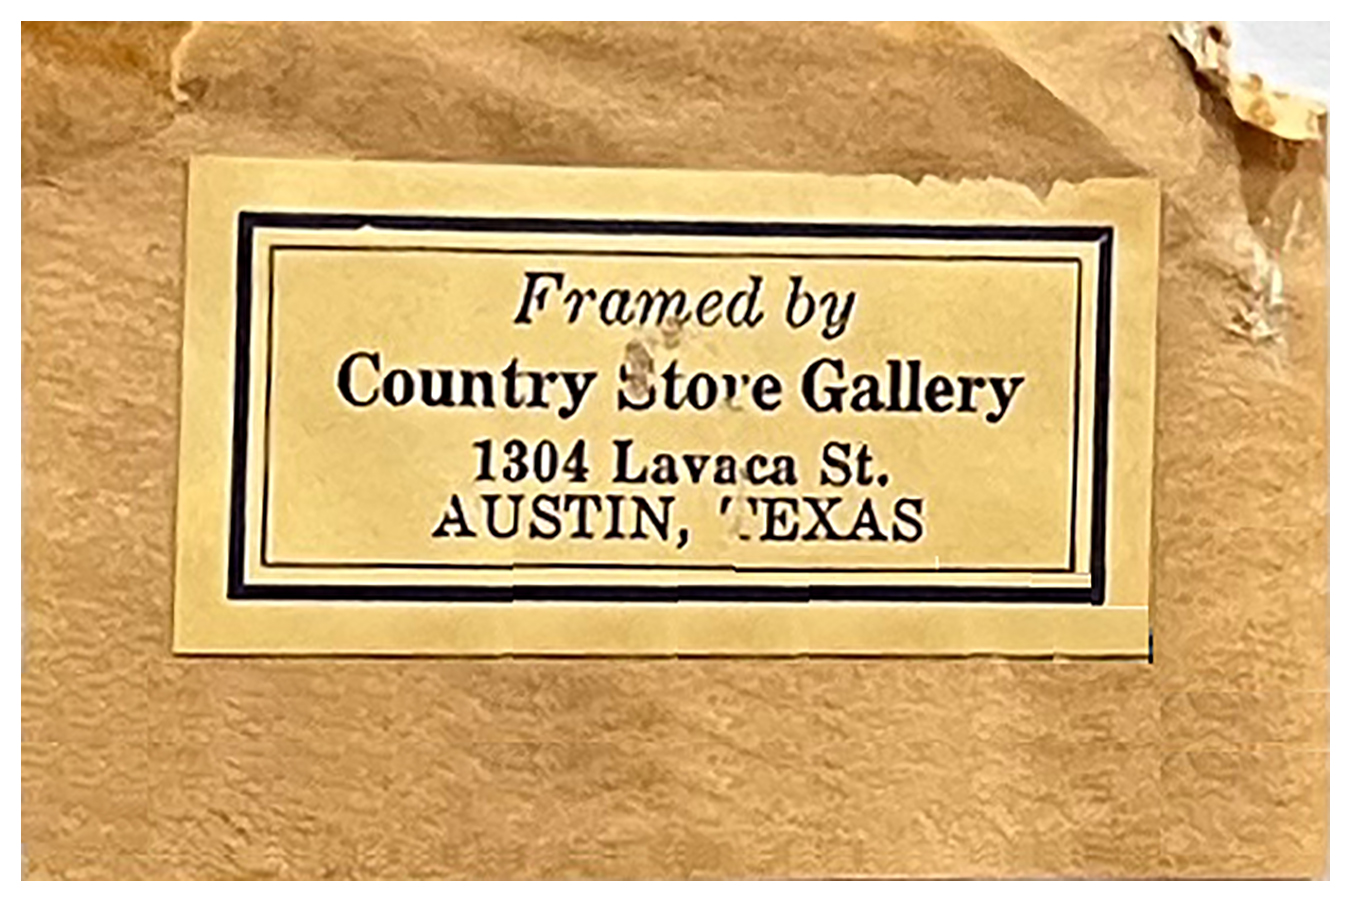 Framed by
Country Store Gallery
1304 Lavaca St.
AUSTIN, TEXAS